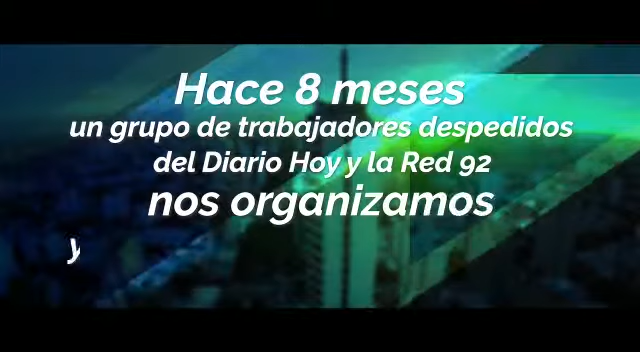 Hace 8 meses
un grupo de trabajadores despedidos
del Diario Hoy y la Red 92
nos organizamos
y